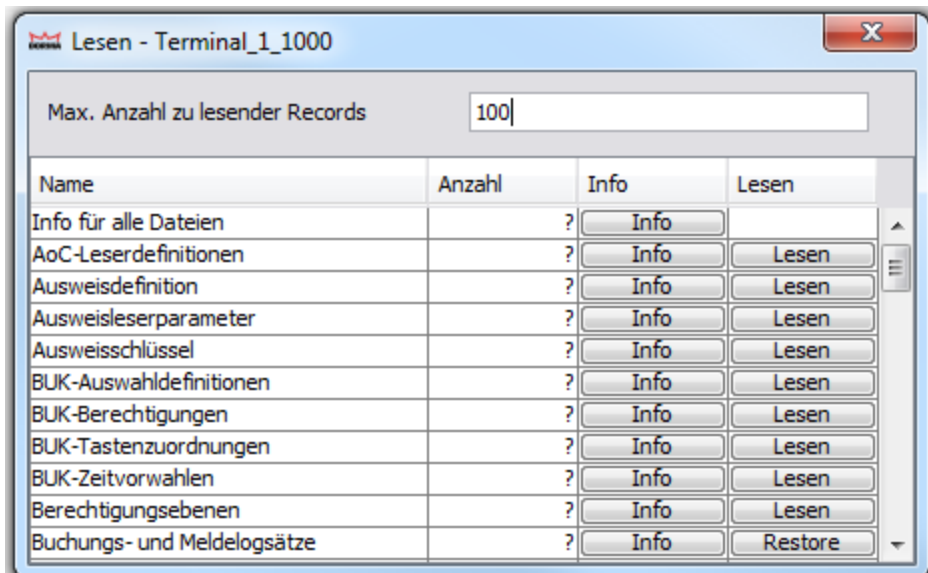 DORMA Lesen - Terminal_1_1000
Max. Anzahl zu lesender Records 100
Name Anzahl Info Lesen
Info für alle Dateien ? Info
AoC-Leserdefinitionen ? Info Lesen
Ausweisdefinition ? Info Lesen
Ausweisleserparameter ? Info Lesen
Ausweisschlüssel ? Info Lesen
BUK-Auswahldefinitionen ? Info Lesen
BUK-Berechtigungen ? Info Lesen
BUK-Tastenzuordnungen ? Info Lesen
BUK-Zeitvorwahlen ? Info Lesen
Berechtigungsebenen ? Info Lesen
Buchungs- und Meldelogsätze ? Info Restore